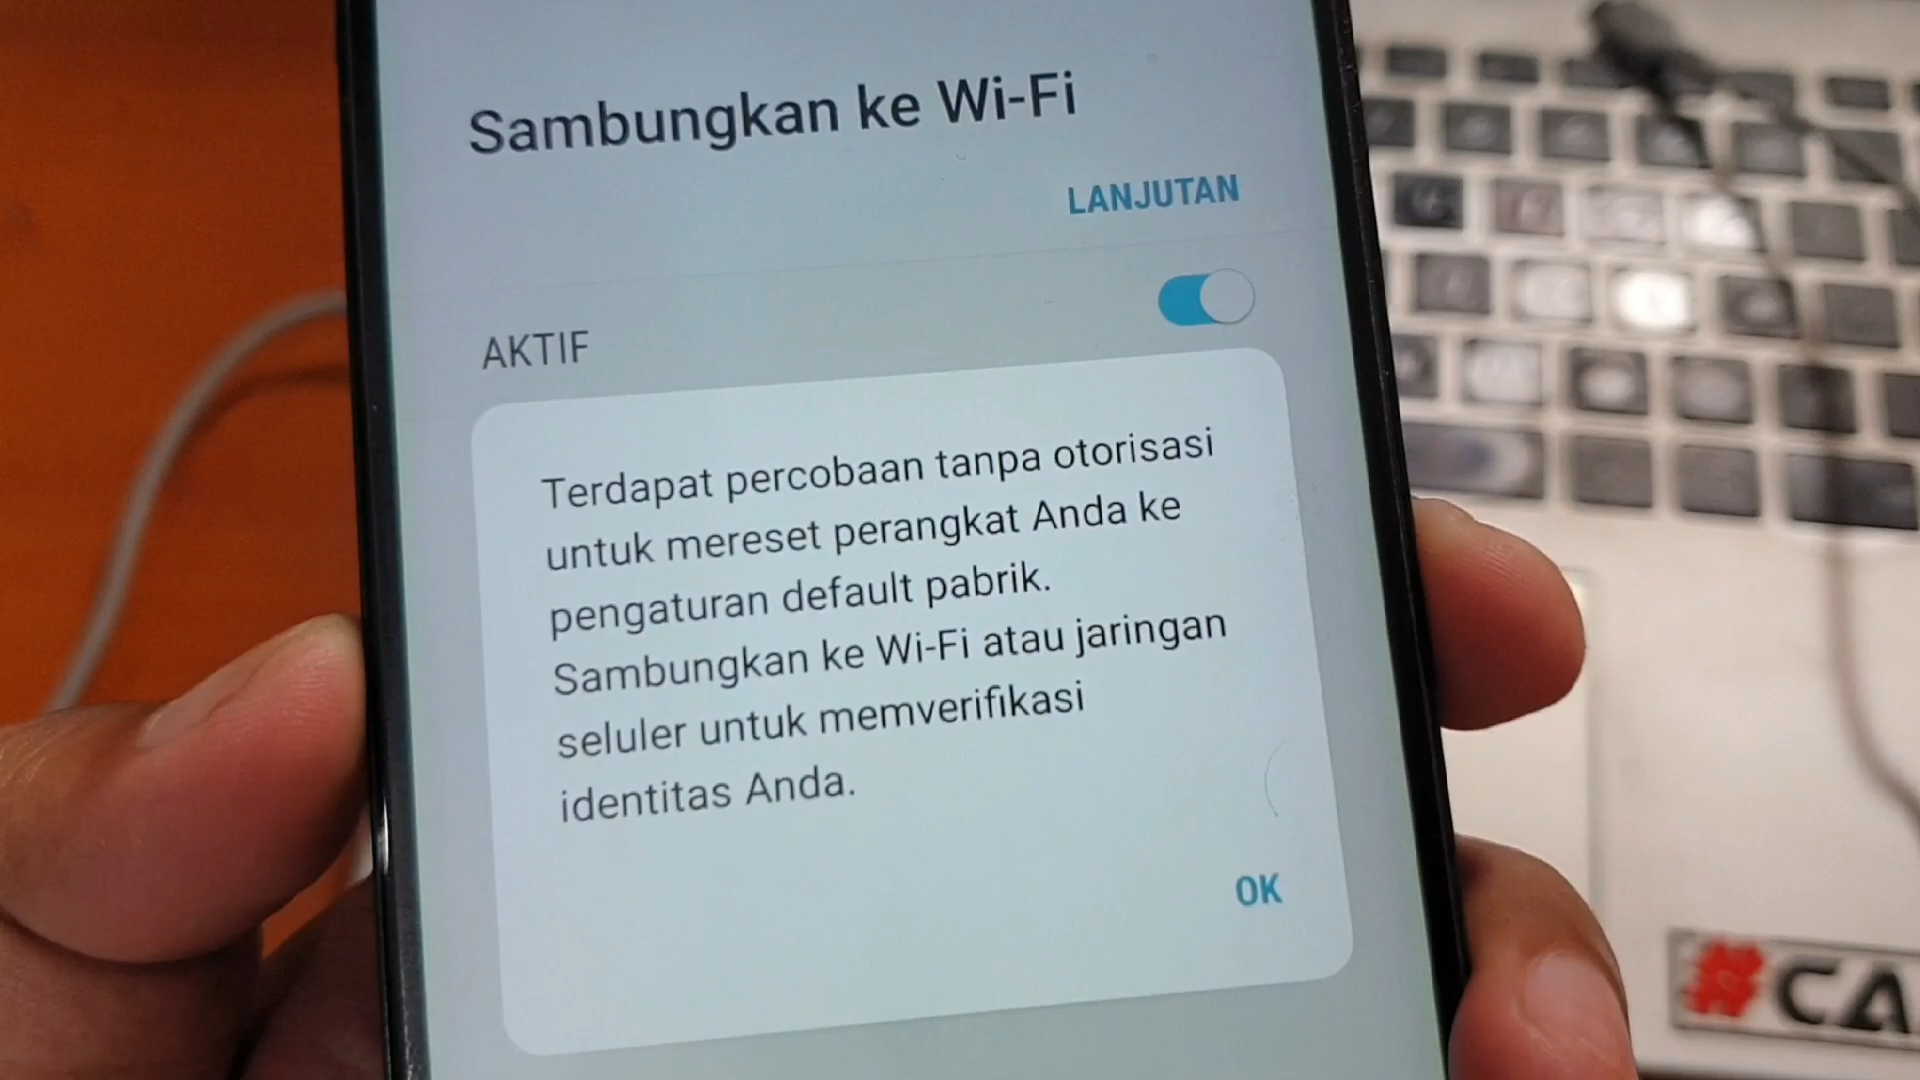 Sambungkan ke Wi-Fi
LANJUTAN
AKTIF
Terdapat percobaan tanpa otorisasi
untuk mereset perangkat Anda ke
pengaturan default pabrik.
Sambungkan ke Wi-Fi atau jaringan
seluler untuk memverifikasi
identitas Anda.
OK
#CA